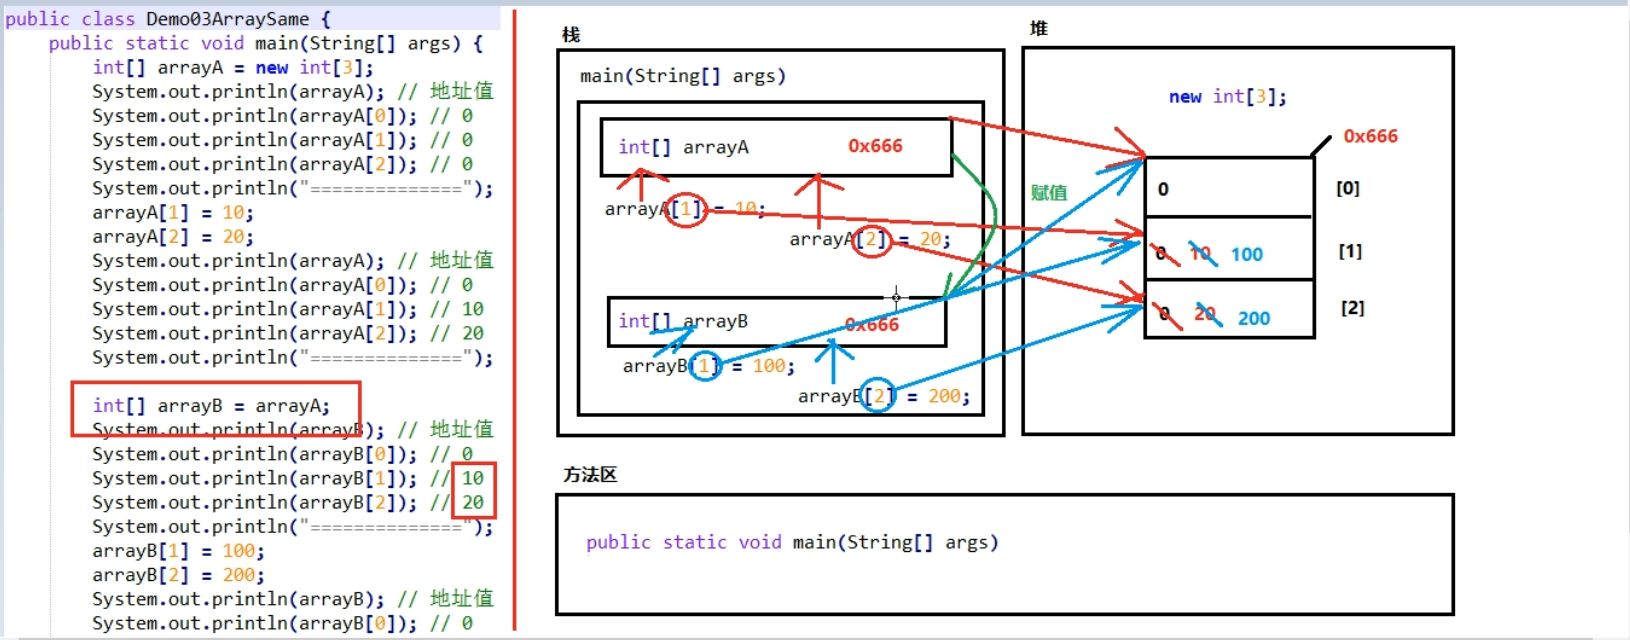 public class Demo03ArraySame {
public static void main(String[] args) {
int[] arrayA = new int[3];
System.out.println(arrayA); // 地址值
System.out.println(arrayA[0]); // 0
System.out.println(arrayA[1]); // 0
System.out.println(arrayA[2]); // 0
System.out.println("==============");
arrayA[1] = 10;
arrayA[2] = 20;
System.out.println(arrayA); // 地址值
System.out.println(arrayA[0]); // 0
System.out.println(arrayA[1]); // 10
System.out.println(arrayA[2]); // 20
System.out.println("==============");
int[] arrayB = arrayA;
System.out.println(arrayB); // 地址值
System.out.println(arrayB[0]); // 0
System.out.println(arrayB[1]); // 10
System.out.println(arrayB[2]); // 20
System.out.println("==============");
arrayB[1] = 100;
arrayB[2] = 200;
System.out.println(arrayB); // 地址值
System.out.println(arrayB[0]); // 0
栈
main(String[] args)
int[] arrayA 0x666
arrayA[1] = 10;
arrayA[2] = 20;
int[] arrayB 0x666
arrayB[1] = 100;
arrayB[2] = 200;
赋值
堆
new int[3];
0x666
0 [0]
0 10 100 [1]
0 20 200 [2]
方法区
public static void main(String[] args)